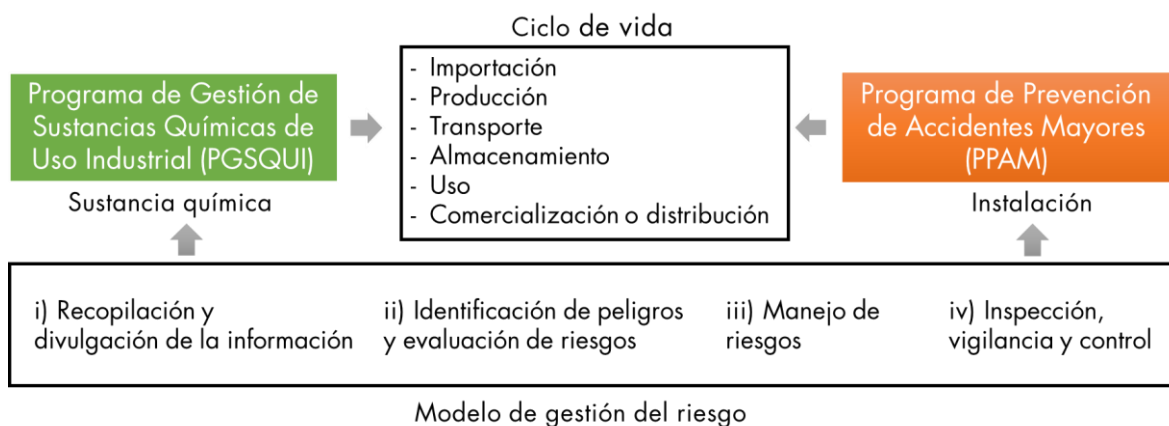 Ciclo de vida
Programa de Gestión de
Sustancias Químicas de
Uso Industrial (PGSQUI)
Sustancia química
- Importación
- Producción
- Transporte
- Almacenamiento
- Uso
- Comercialización o distribución
Programa de Prevención
de Accidentes Mayores
(PPAM)
Instalación
i) Recopilación y
divulgación de la información
ii) Identificación de peligros
y evaluación de riesgos
iii) Manejo de
riesgos
iv) Inspección,
vigilancia y control
Modelo de gestión del riesgo